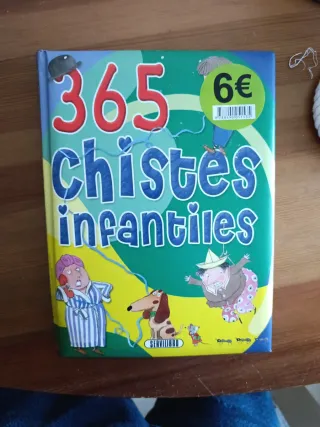 365
6€
chistes
infantiles
SERVILIBRO